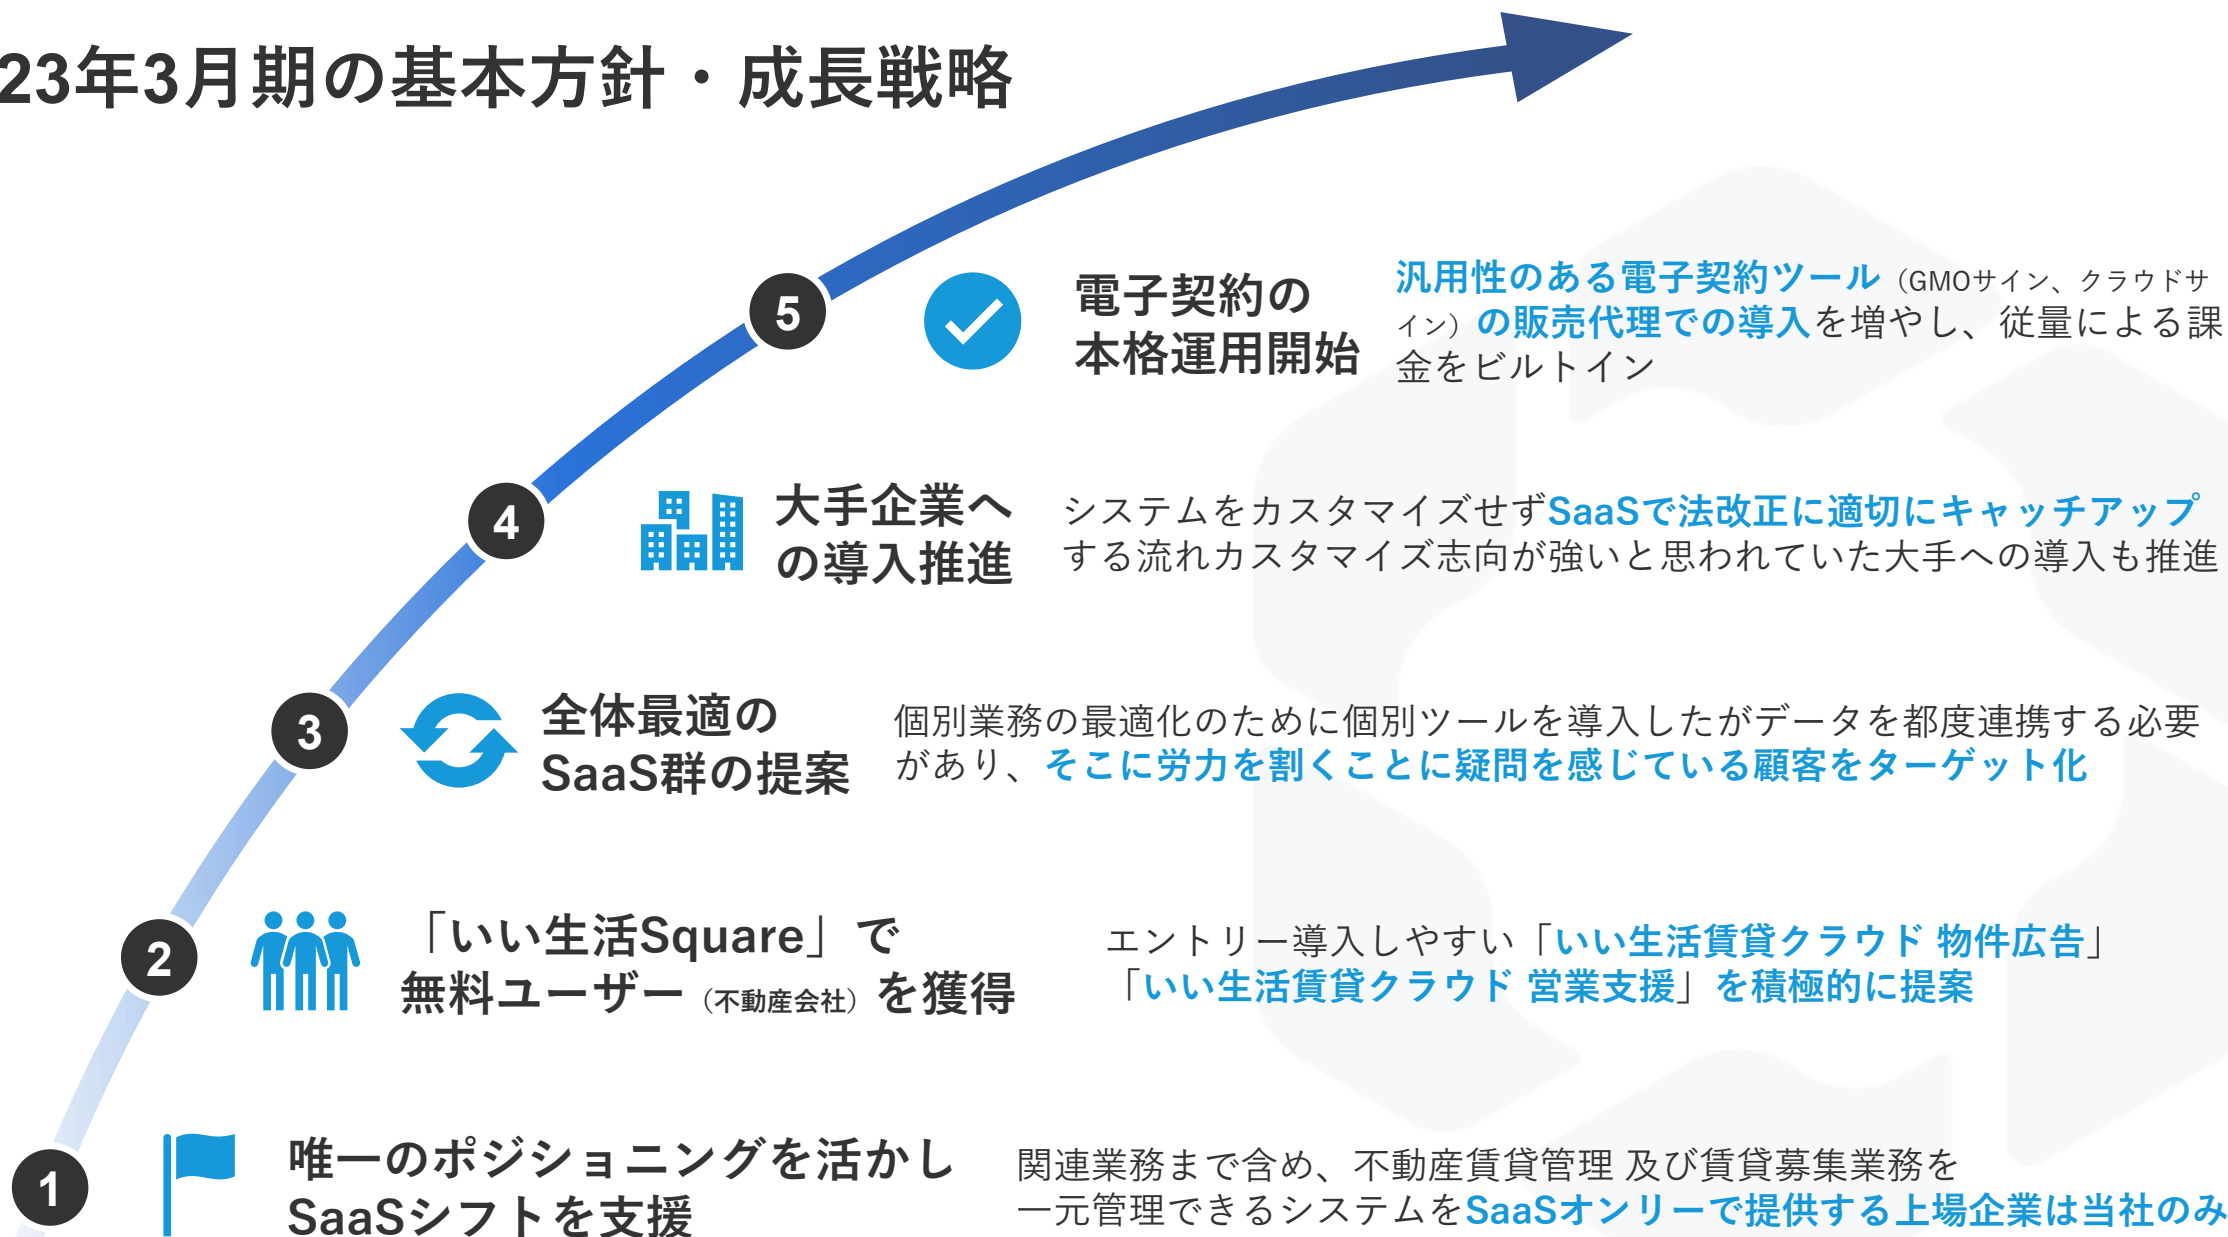 23年3月期の基本方針・成長戦略
5
電子契約の
本格運用開始
汎用性のある電子契約ツール（GMOサイン、クラウドサ
イン）の販売代理での導入を増やし、従量による課
金をビルトイン
4
大手企業へ
の導入推進
システムをカスタマイズせずSaaSで法改正に適切にキャッチアップ
する流れカスタマイズ志向が強いと思われていた大手への導入も推進
3
全体最適の
SaaS群の提案
個別業務の最適化のために個別ツールを導入したがデータを都度連携する必要
があり、そこに労力を割くことに疑問を感じている顧客をターゲット化
2
「いい生活Square」で
無料ユーザー（不動産会社）を獲得
エントリー導入しやすい「いい生活賃貸クラウド 物件広告」
「いい生活賃貸クラウド 営業支援」を積極的に提案
1
唯一のポジショニングを活かし
SaaSシフトを支援
関連業務まで含め、不動産賃貸管理 及び賃貸募集業務を
一元管理できるシステムをSaaSオンリーで提供する上場企業は当社のみ